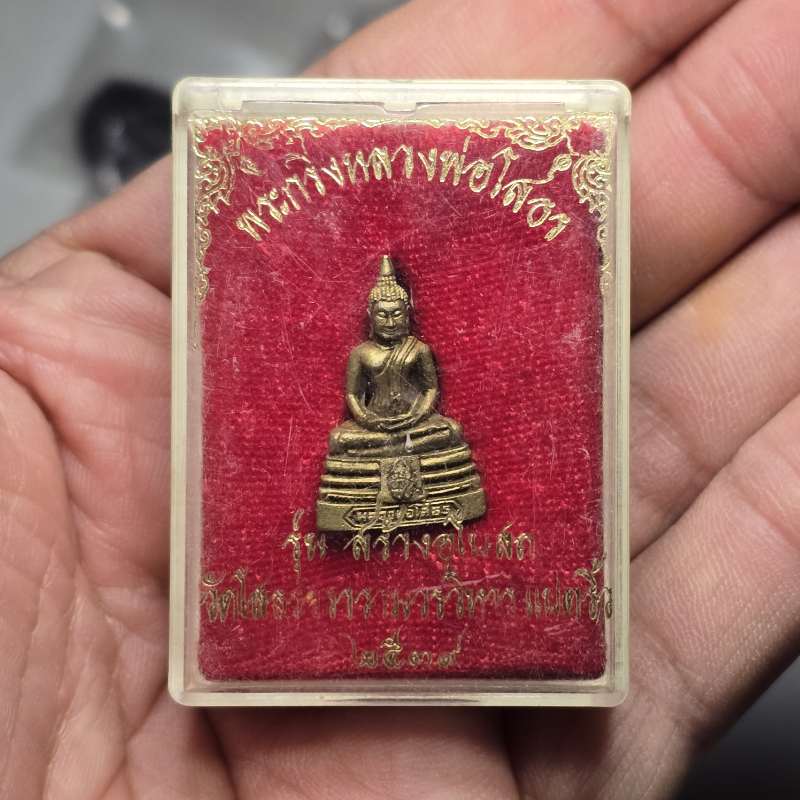 พระกริ่งหลวงพ่อโสธร
หลวงพ่อโสธร
รุ่น สร้างอุโบสถ
วัดโสธรวรารามวรวิหาร แปดริ้ว
๒๕๓๙